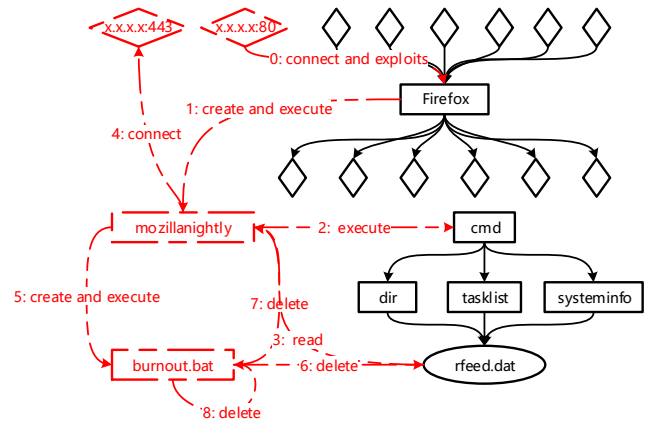 x.x.x.x:443
x.x.x.x:80
0: connect and exploits
Firefox
1: create and execute
4: connect
mozillanightly
2: execute
cmd
5: create and execute
7: delete
dir
tasklist
systeminfo
3: read
burnout.bat
6: delete
rfeed.dat
8: delete